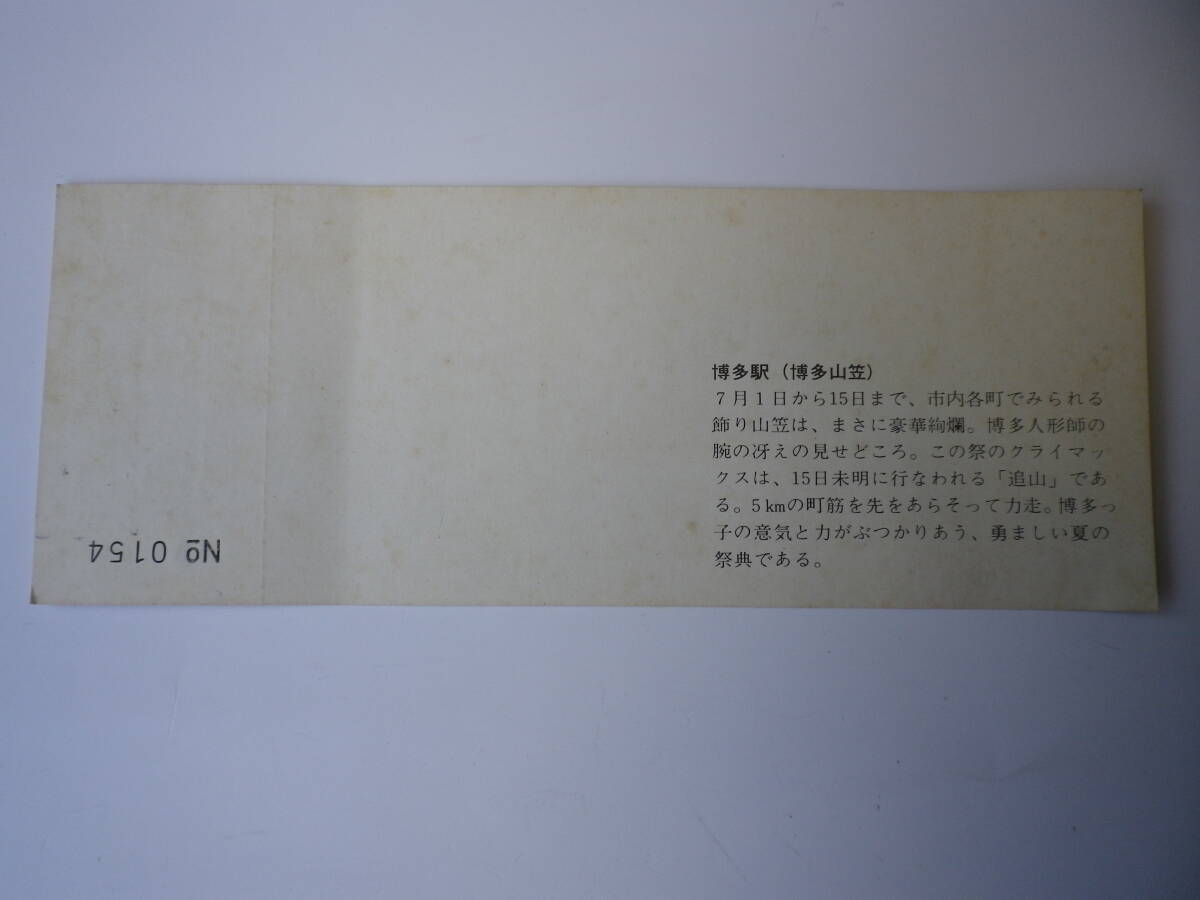 博多駅（博多山笠）
７月１日から15日まで、市内各町でみられる
飾り山笠は、まさに豪華絢爛。博多人形師の
腕の冴えの見せどころ。この祭のクライマッ
クスは、15日未明に行なわれる「追山」であ
る。5㎞の町筋を先をあらそって力走。博多っ
子の意気と力がぶつかりあう、勇ましい夏の
祭典である。
№ 0154